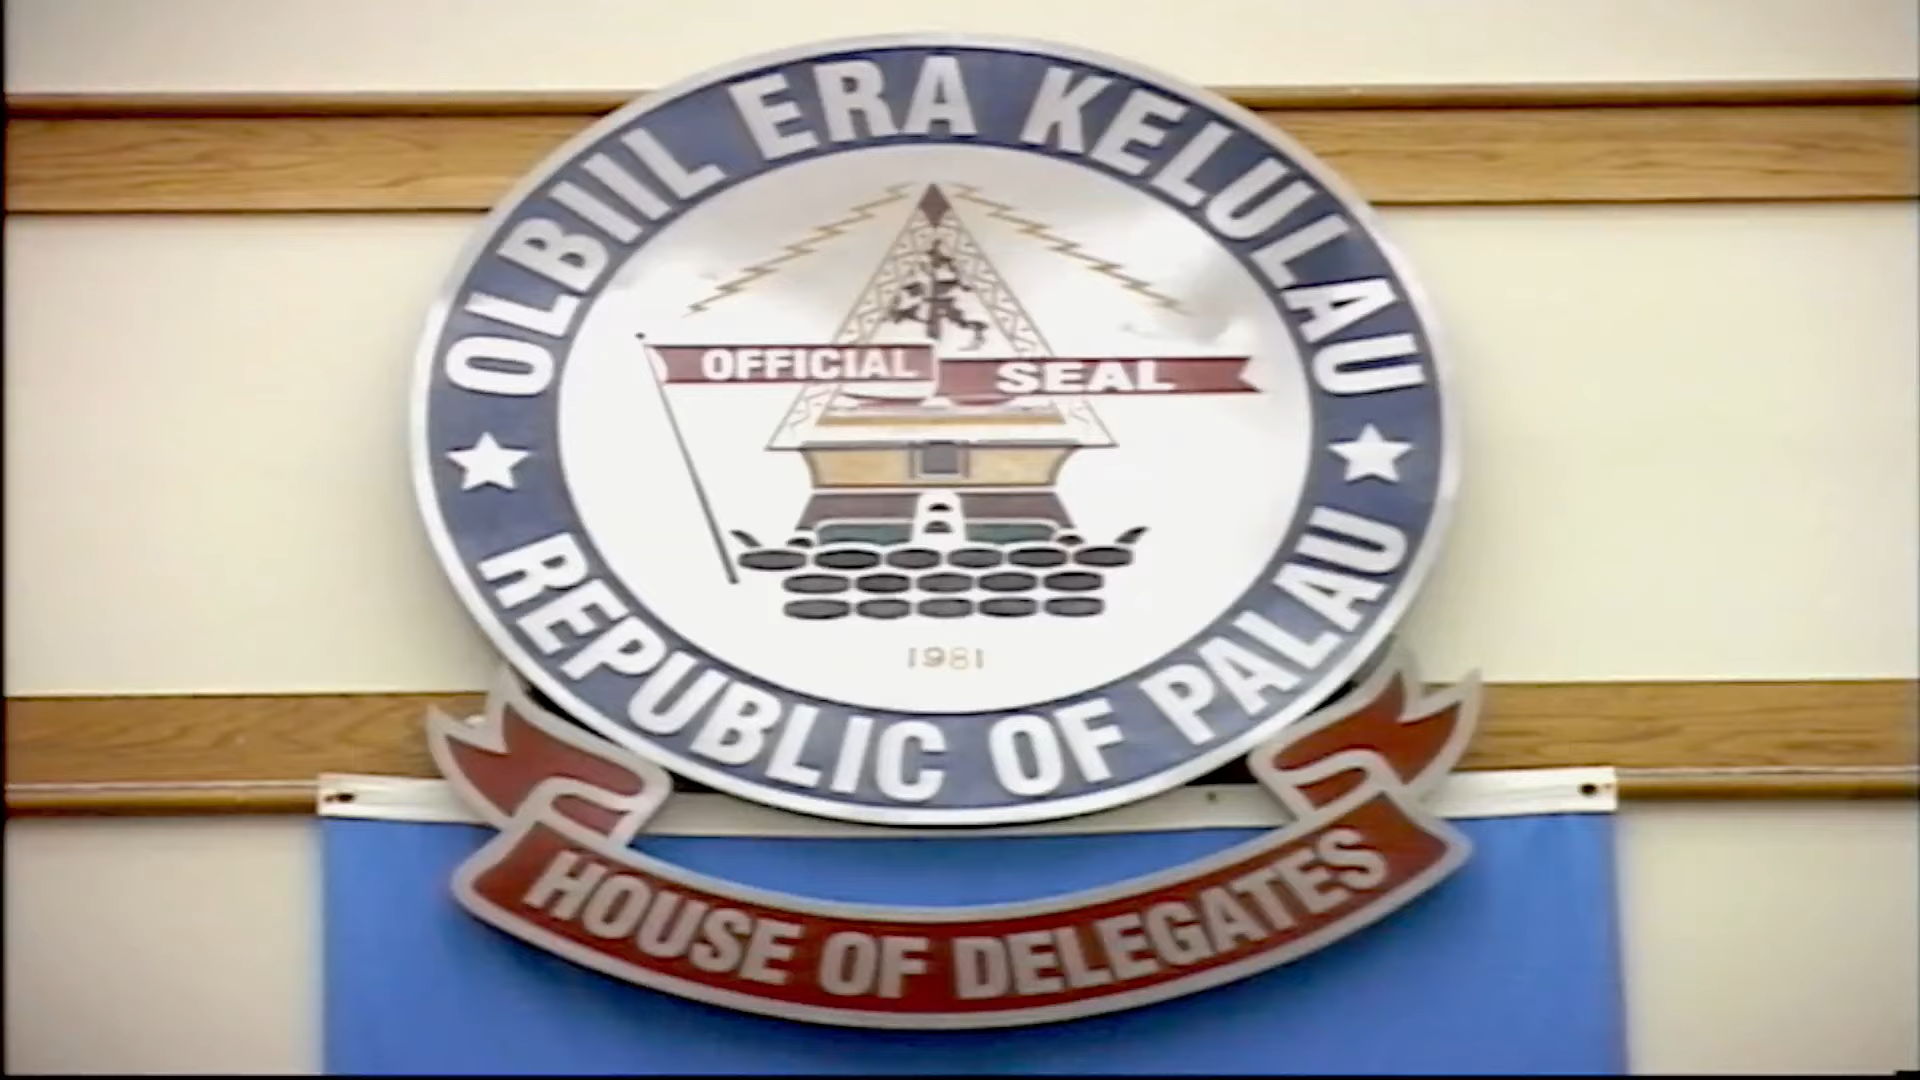 OLBIIL ERA KELULAU
OFFICIAL SEAL
1981
REPUBLIC OF PALAU
HOUSE OF DELEGATES